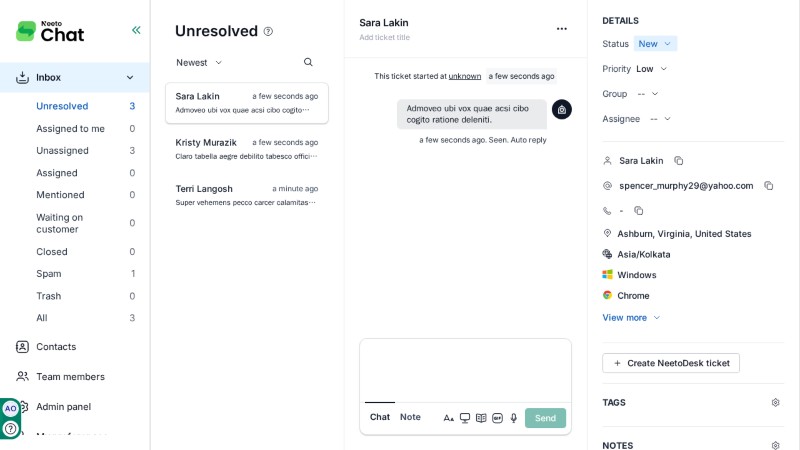 Neeto
Chat
Inbox
Unresolved 3
Assigned to me 0
Unassigned 3
Assigned 0
Mentioned 0
Waiting on
customer 0
Closed 0
Spam 1
Trash 0
All 3
Contacts
Team members
Admin panel
AO
Unresolved
Newest
Sara Lakin a few seconds ago
Admoveo ubi vox quae acsi cibo cogito···
Kristy Murazik a few seconds ago
Claro tabella aegre debilito tabesco offici···
Terri Langosh a minute ago
Super vehemens pecco carcer calamitas···
Sara Lakin
Add ticket title
This ticket started at unknown a few seconds ago
Admoveo ubi vox quae acsi cibo
cogito ratione deleniti.
a few seconds ago. Seen. Auto reply
Chat Note
GIF
Send
DETAILS
Status New
Priority Low
Group --
Assignee --
Sara Lakin
spencer_murphy29@yahoo.com
-
Ashburn, Virginia, United States
Asia/Kolkata
Windows
Chrome
View more
+ Create NeetoDesk ticket
TAGS
NOTES